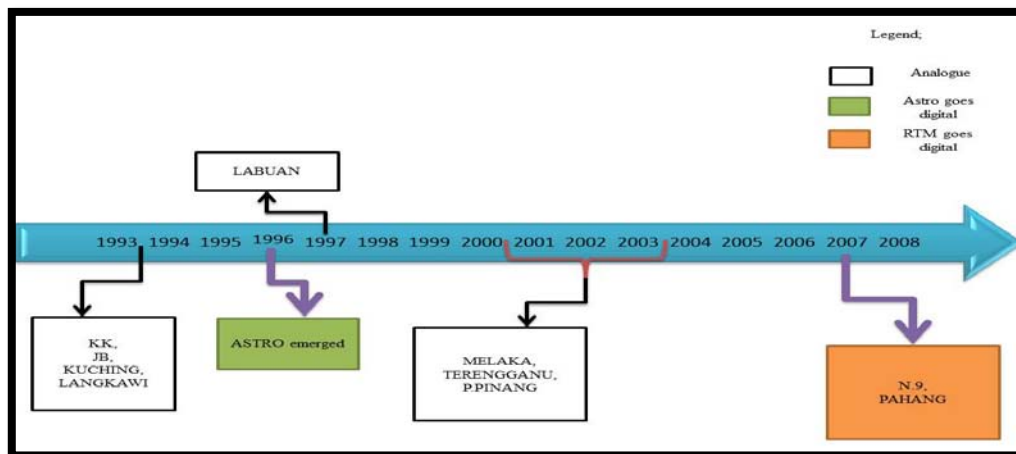 Legend;
Analogue
Astro goes
digital
RTM goes
digital
LABUAN
1993 1994 1995 1996 1997 1998 1999 2000 2001 2002 2003 2004 2005 2006 2007 2008
KK,
JB,
KUCHING,
LANGKAWI
ASTRO emerged
MELAKA,
TERENGGANU,
P.PINANG
N.9,
PAHANG